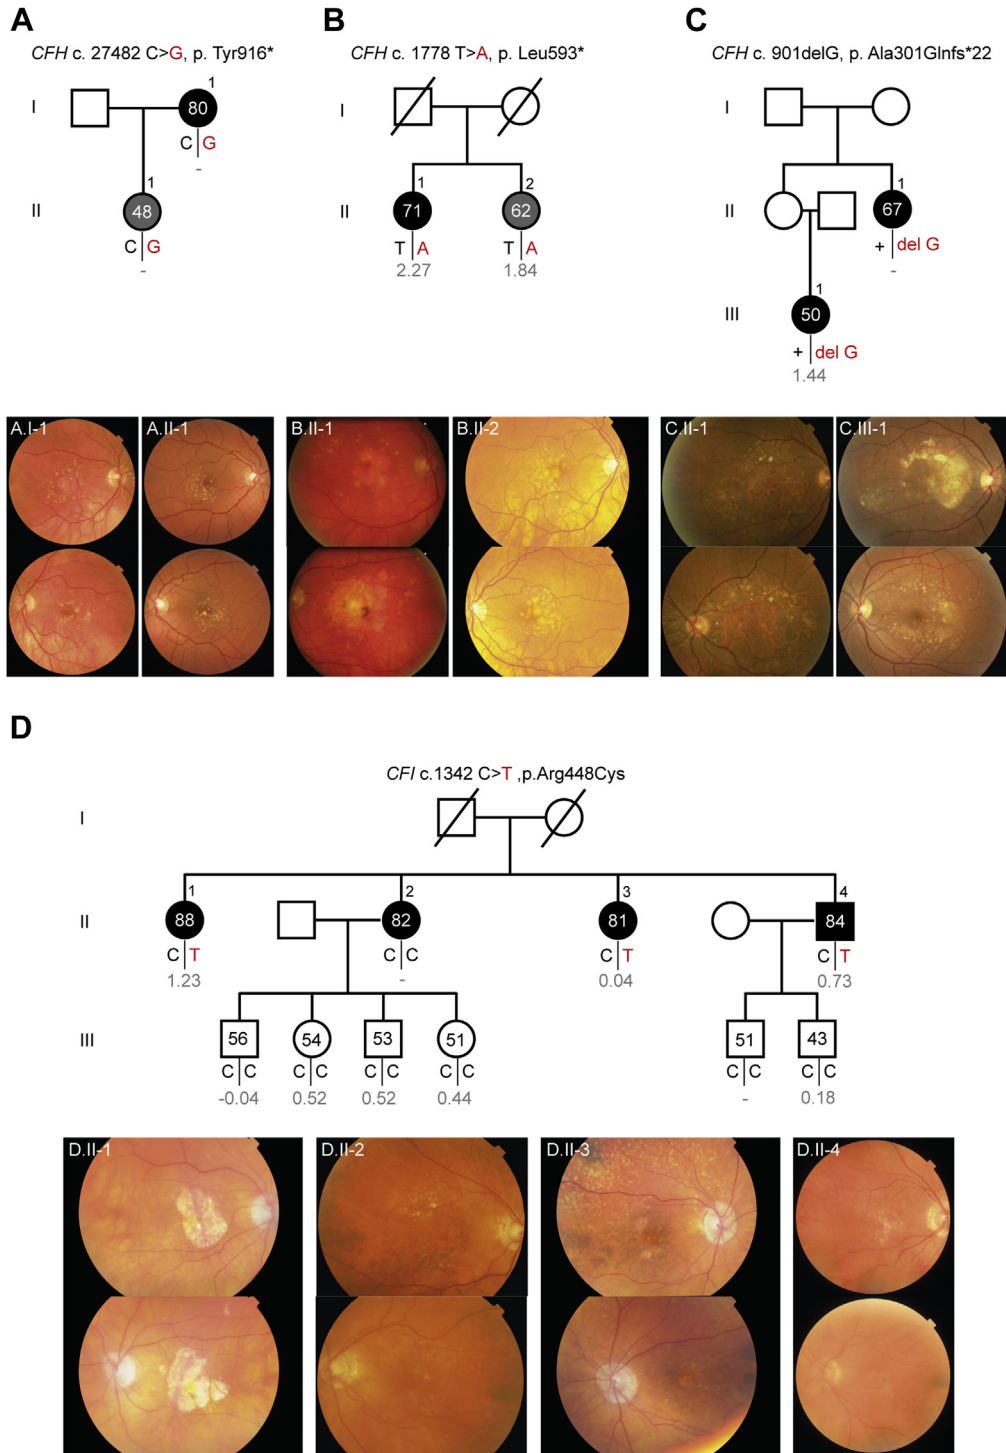 A
CFH c. 27482 C>G, p. Tyr916*
I
1
80
C G
-
II
1
48
C G
-
B
CFH c. 1778 T>A, p. Leu593*
I
II
1
71
T A
2.27
2
62
T A
1.84
C
CFH c. 901delG, p. Ala301Glnfs*22
I
II
1
67
+ del G
-
III
1
50
+ del G
1.44
A.I-1
A.II-1
B.II-1
B.II-2
C.II-1
C.III-1
D
CFI c.1342 C>T ,p.Arg448Cys
I
II
1
88
C T
1.23
2
82
C C
-
3
81
C T
0.04
4
84
C T
0.73
III
56
C C
-0.04
54
C C
0.52
53
C C
0.52
51
C C
0.44
51
C C
-
43
C C
0.18
D.II-1
D.II-2
D.II-3
D.II-4